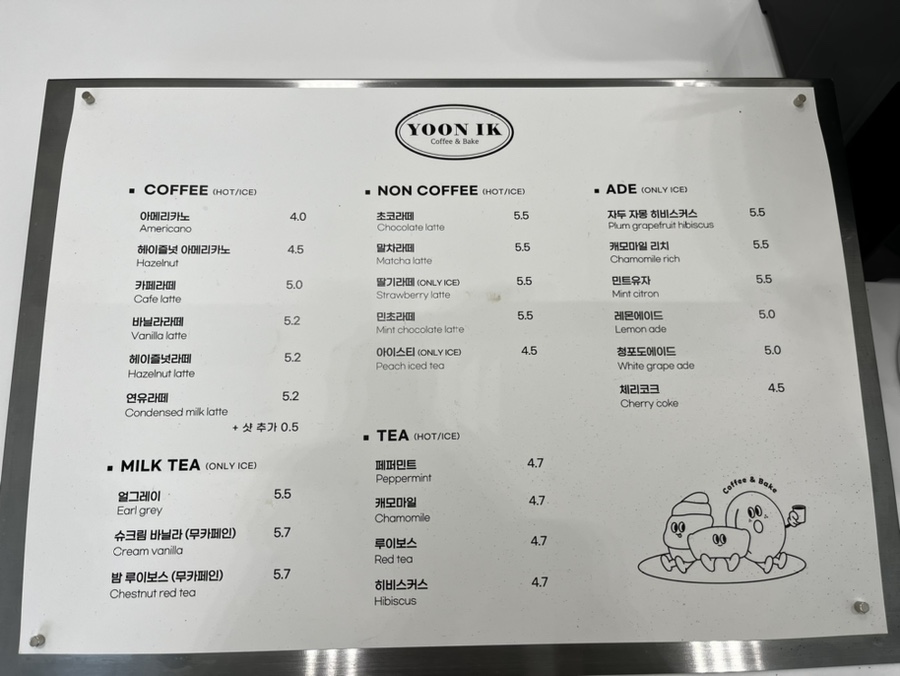 YOON IK
Coffee & Bake
▪ COFFEE (HOT/ICE)
아메리카노 4.0
Americano
헤이즐넛 아메리카노 4.5
Hazelnut
카페라떼 5.0
Cafe latte
바닐라라떼 5.2
Vanilla latte
헤이즐넛라떼 5.2
Hazelnut latte
연유라떼 5.2
Condensed milk latte
+ 샷 추가 0.5
▪ MILK TEA (ONLY ICE)
얼그레이 5.5
Earl grey
슈크림 바닐라 (무카페인) 5.7
Cream vanilla
밤 루이보스 (무카페인) 5.7
Chestnut red tea
▪ NON COFFEE (HOT/ICE)
초코라떼 5.5
Chocolate latte
말차라떼 5.5
Matcha latte
딸기라떼 (ONLY ICE) 5.5
Strawberry latte
민초라떼 5.5
Mint chocolate latte
아이스티 (ONLY ICE) 4.5
Peach iced tea
▪ TEA (HOT/ICE)
페퍼민트 4.7
Peppermint
캐모마일 4.7
Chamomile
루이보스 4.7
Red tea
히비스커스 4.7
Hibiscus
▪ ADE (ONLY ICE)
자두 자몽 히비스커스 5.5
Plum grapefruit hibiscus
캐모마일 리치 5.5
Chamomile rich
민트유자 5.5
Mint citron
레몬에이드 5.0
Lemon ade
청포도에이드 5.0
White grape ade
체리코크 4.5
Cherry coke
Coffee & Bake